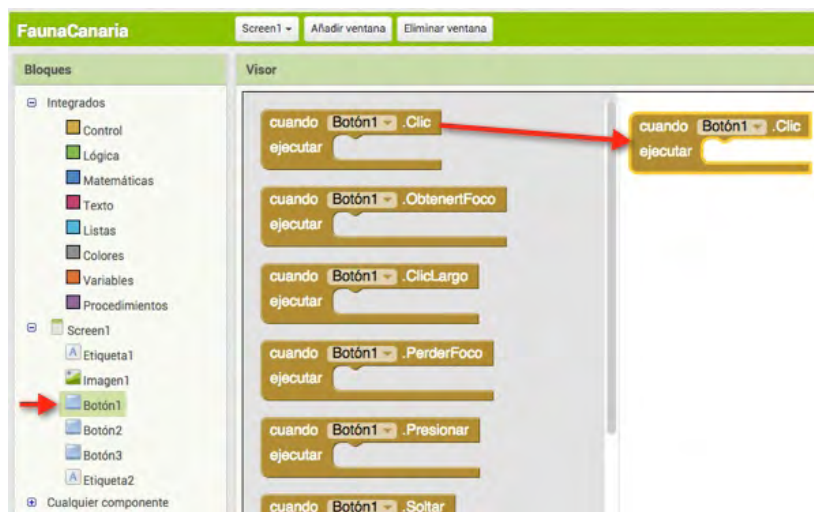 FaunaCanaria
Screen1
Añadir ventana
Eliminar ventana
Bloques
Visor
Integrados
Control
Lógica
Matemáticas
Texto
Listas
Colores
Variables
Procedimientos
Screen1
Etiqueta1
Imagen1
Botón1
Botón2
Botón3
Etiqueta2
Cualquier componente
cuando Botón1 .Clic
ejecutar
cuando Botón1 .ObtenertFoco
ejecutar
cuando Botón1 .ClicLargo
ejecutar
cuando Botón1 .PerderFoco
ejecutar
cuando Botón1 .Presionar
ejecutar
cuando Botón1 .Soltar
cuando Botón1 .Clic
ejecutar